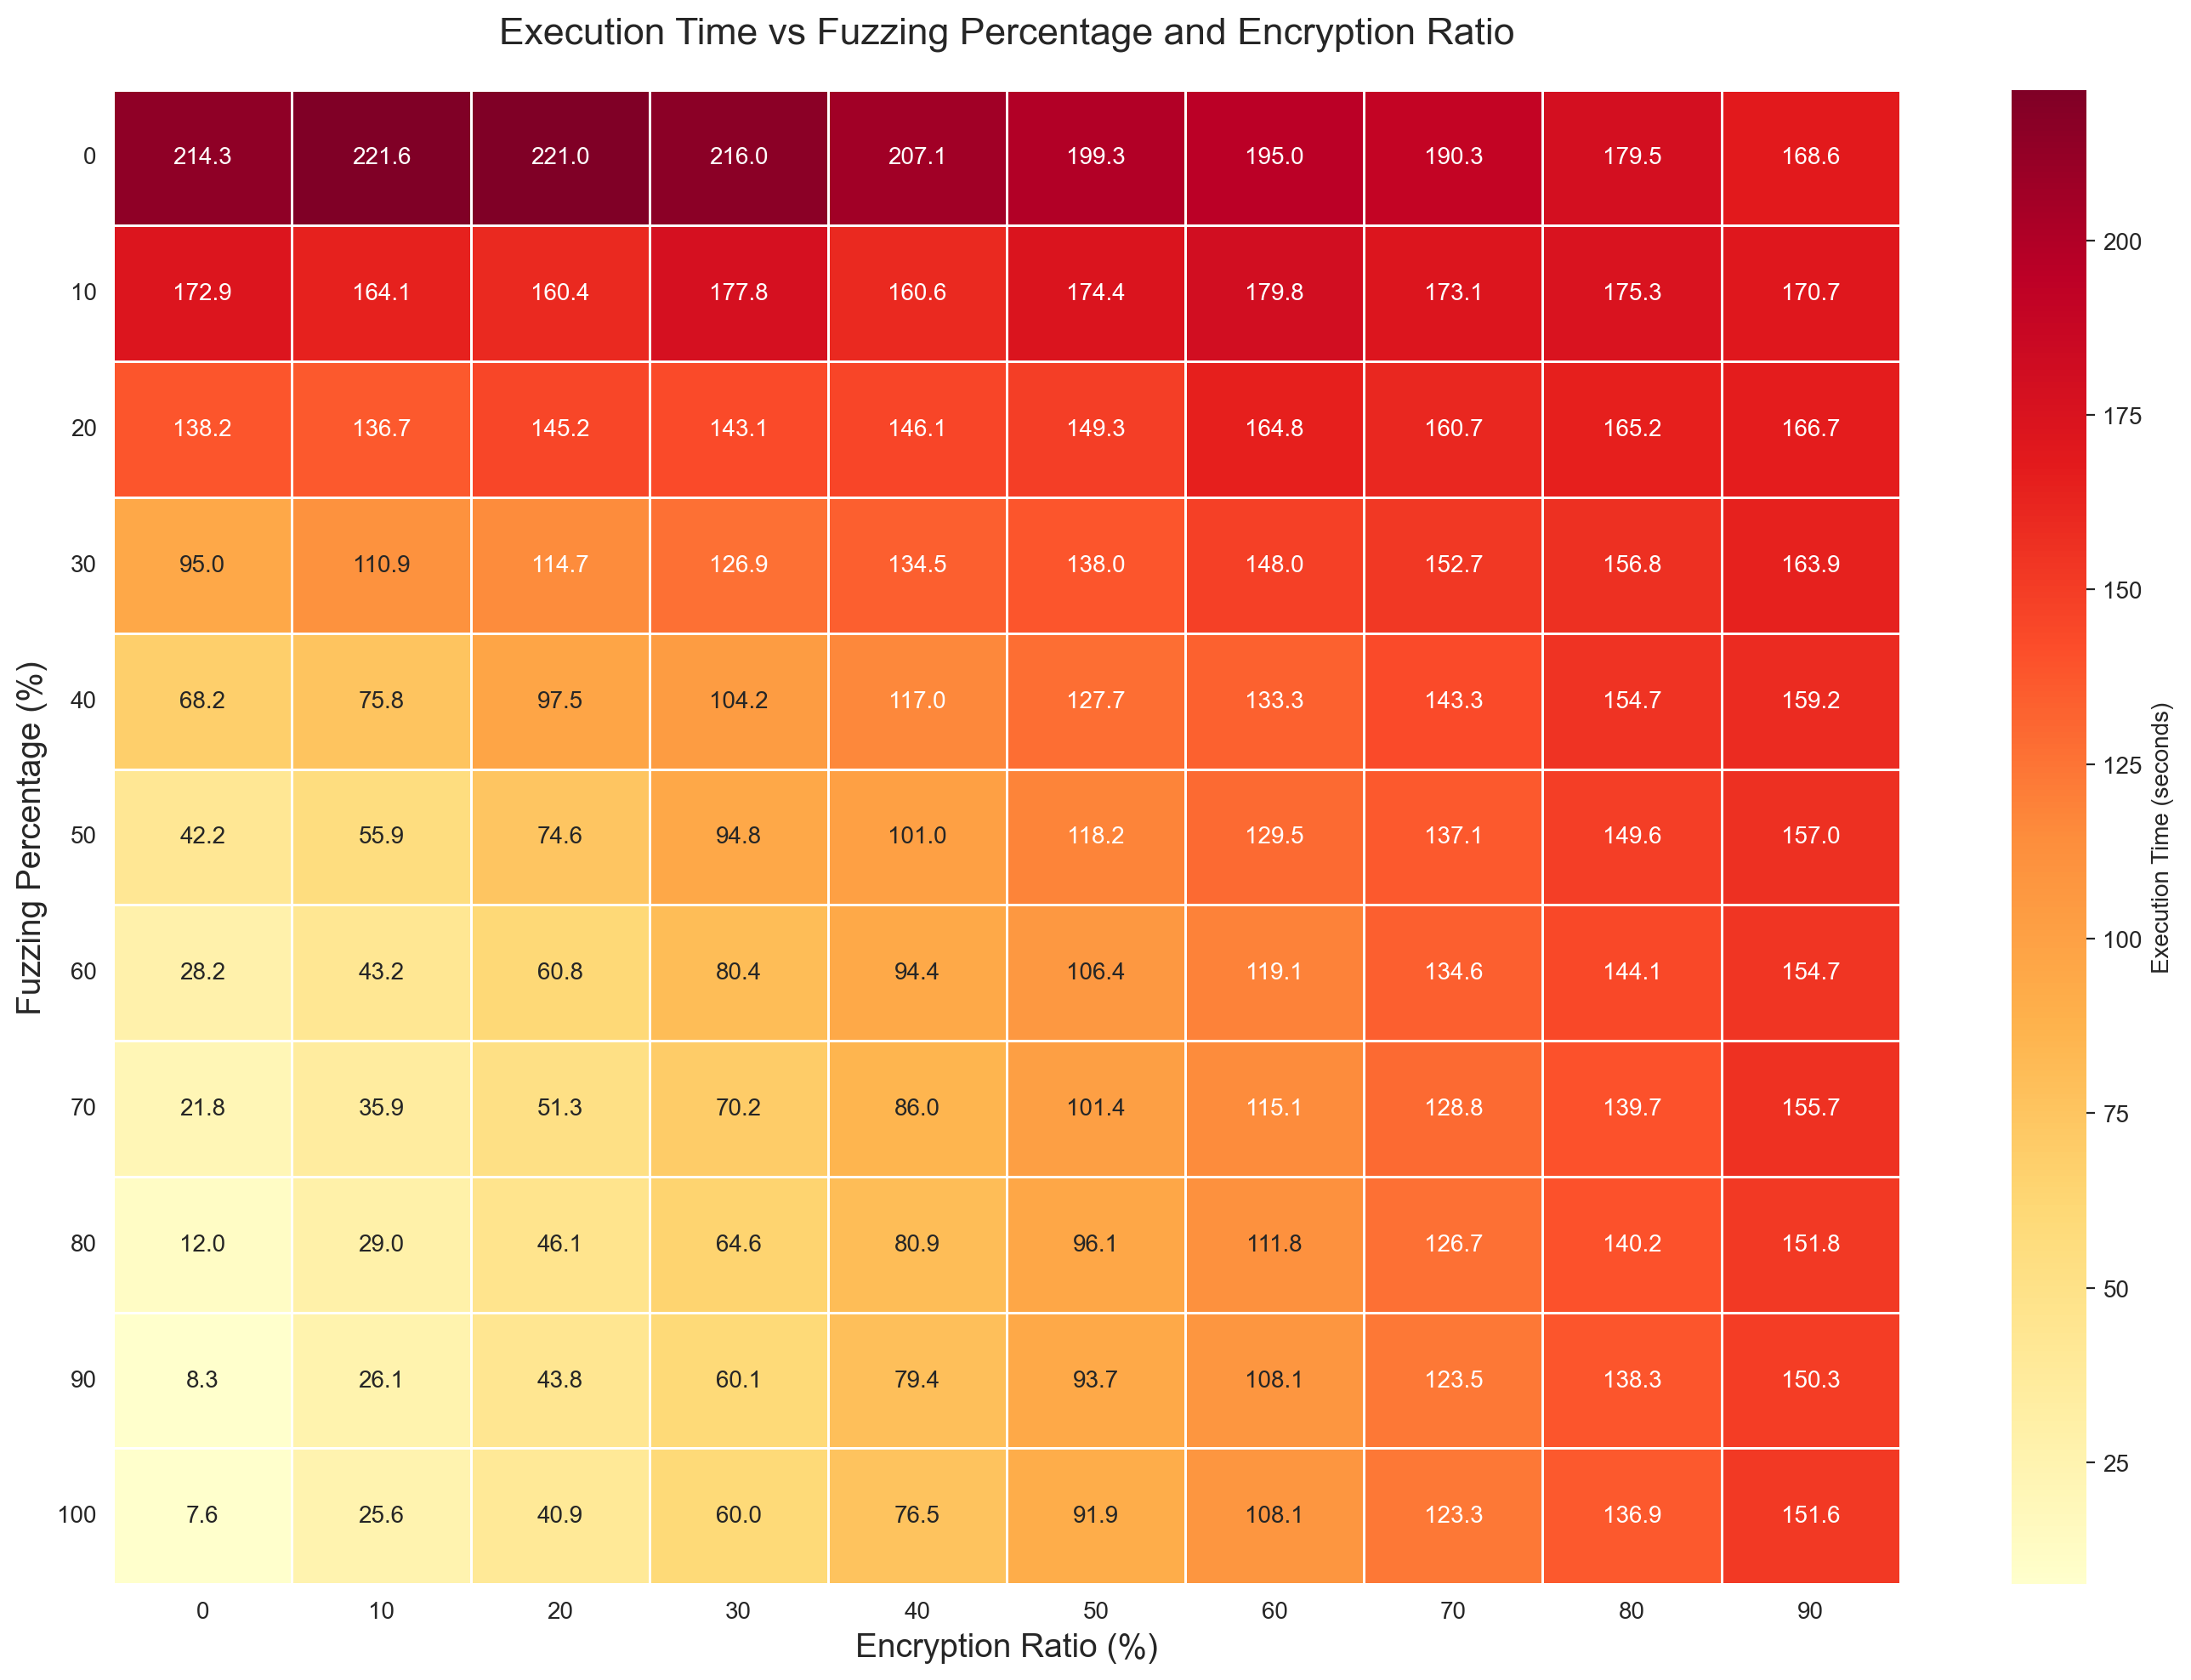 Execution Time vs Fuzzing Percentage and Encryption Ratio
0 214.3 221.6 221.0 216.0 207.1 199.3 195.0 190.3 179.5 168.6
10 172.9 164.1 160.4 177.8 160.6 174.4 179.8 173.1 175.3 170.7
20 138.2 136.7 145.2 143.1 146.1 149.3 164.8 160.7 165.2 166.7
30 95.0 110.9 114.7 126.9 134.5 138.0 148.0 152.7 156.8 163.9
40 68.2 75.8 97.5 104.2 117.0 127.7 133.3 143.3 154.7 159.2
50 42.2 55.9 74.6 94.8 101.0 118.2 129.5 137.1 149.6 157.0
60 28.2 43.2 60.8 80.4 94.4 106.4 119.1 134.6 144.1 154.7
70 21.8 35.9 51.3 70.2 86.0 101.4 115.1 128.8 139.7 155.7
80 12.0 29.0 46.1 64.6 80.9 96.1 111.8 126.7 140.2 151.8
90 8.3 26.1 43.8 60.1 79.4 93.7 108.1 123.5 138.3 150.3
100 7.6 25.6 40.9 60.0 76.5 91.9 108.1 123.3 136.9 151.6
0 10 20 30 40 50 60 70 80 90
Encryption Ratio (%)
Fuzzing Percentage (%)
200
175
150
125
100
75
50
25
Execution Time (seconds)